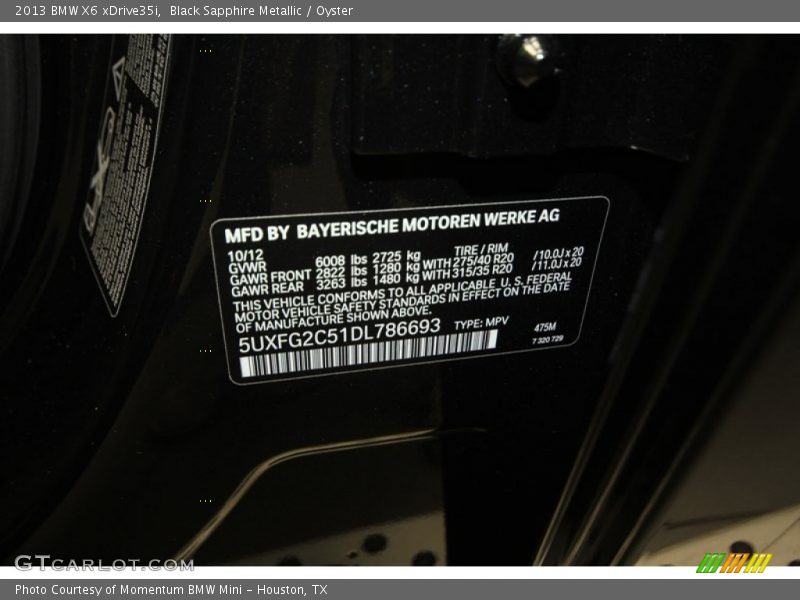 2013 BMW X6 xDrive35i, Black Sapphire Metallic / Oyster
MFD BY BAYERISCHE MOTOREN WERKE AG
10/12 TIRE / RIM
GVWR 6008 lbs 2725 kg
GAWR FRONT 2822 lbs 1280 kg WITH 275/40 R20 /10.0J x 20
GAWR REAR 3263 lbs 1480 kg WITH 315/35 R20 /11.0J x 20
THIS VEHICLE CONFORMS TO ALL APPLICABLE U.S. FEDERAL
MOTOR VEHICLE SAFETY STANDARDS IN EFFECT ON THE DATE
OF MANUFACTURE SHOWN ABOVE.
5UXFG2C51DL786693 TYPE: MPV 475M
7 320 729
GTCARLOT.COM
Photo Courtesy of Momentum BMW Mini - Houston, TX